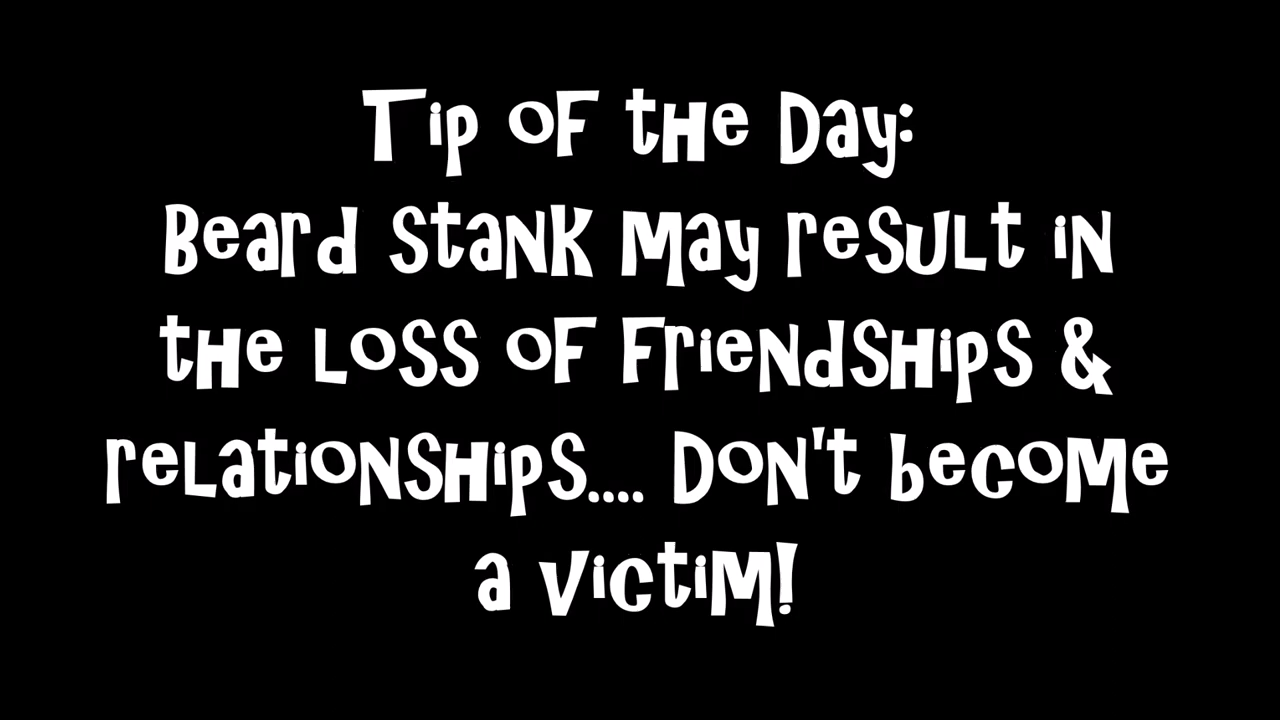 Tip of the Day:
Beard stank may result in
the loss of friendships &
relationships.... Don't become
a victim!